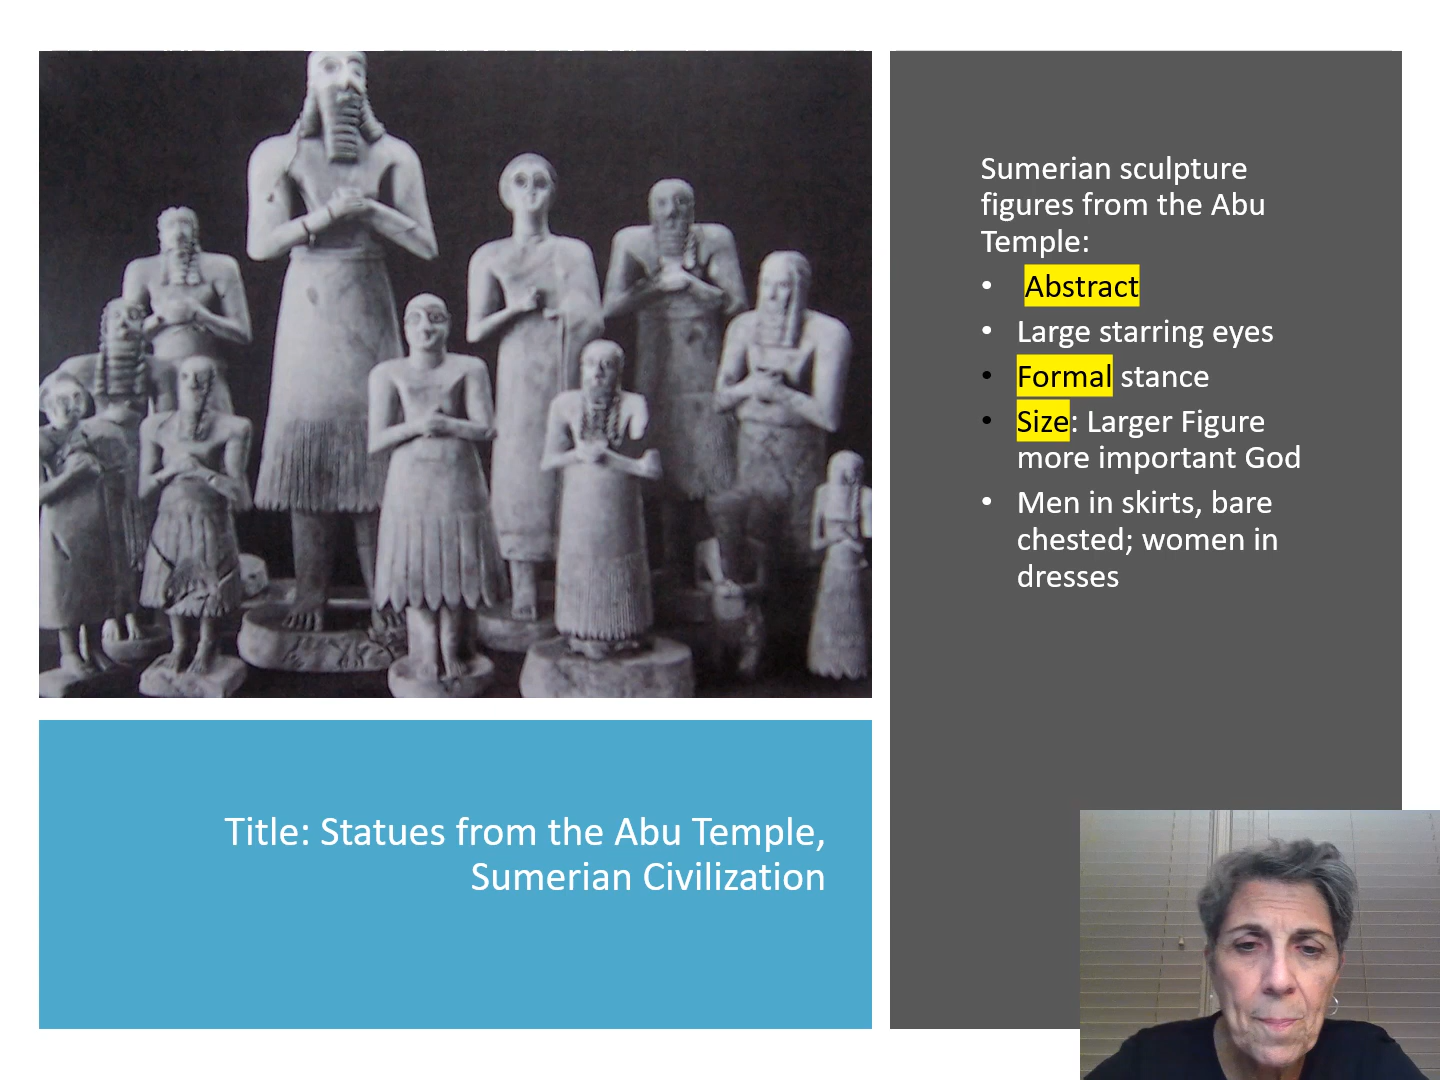 Sumerian sculpture
figures from the Abu
Temple:
• Abstract
• Large starring eyes
• Formal stance
• Size: Larger Figure
more important God
• Men in skirts, bare
chested; women in
dresses
Title: Statues from the Abu Temple,
Sumerian Civilization